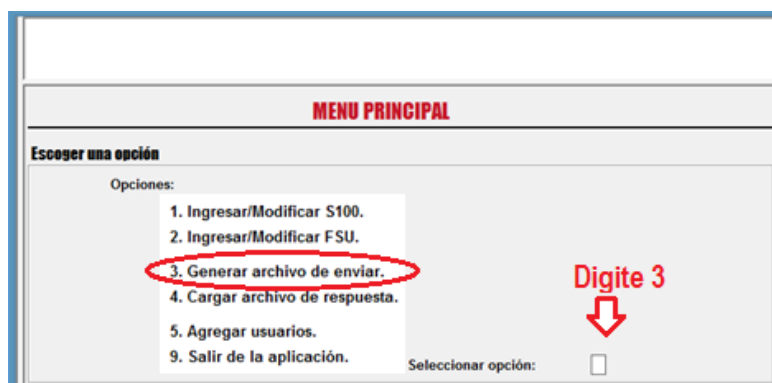 MENU PRINCIPAL
Escoger una opción
Opciones:
1. Ingresar/Modificar S100.
2. Ingresar/Modificar FSU.
3. Generar archivo de enviar.
Digite 3
4. Cargar archivo de respuesta.
5. Agregar usuarios.
9. Salir de la aplicación.
Seleccionar opción: